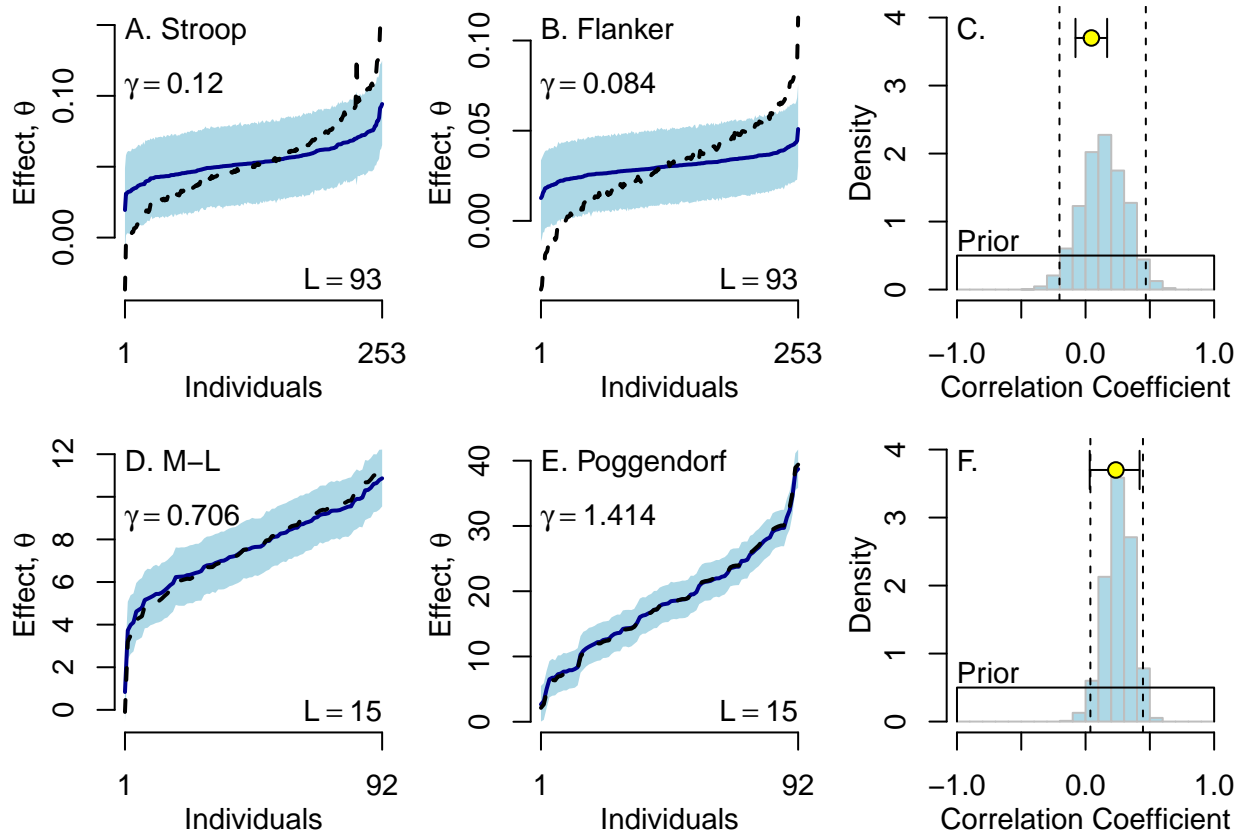 A. Stroop
γ = 0.12
L = 93
Effect, θ
0.00
0.10
1
253
Individuals
B. Flanker
γ = 0.084
L = 93
Effect, θ
0.00
0.05
0.10
1
253
Individuals
C.
Prior
Density
0
1
2
3
4
−1.0
0.0
1.0
Correlation Coefficient
D. M−L
γ = 0.706
L = 15
Effect, θ
0
2
4
6
8
10
12
1
92
Individuals
E. Poggendorf
γ = 1.414
L = 15
Effect, θ
0
10
20
30
40
1
92
Individuals
F.
Prior
Density
0
1
2
3
4
−1.0
0.0
1.0
Correlation Coefficient